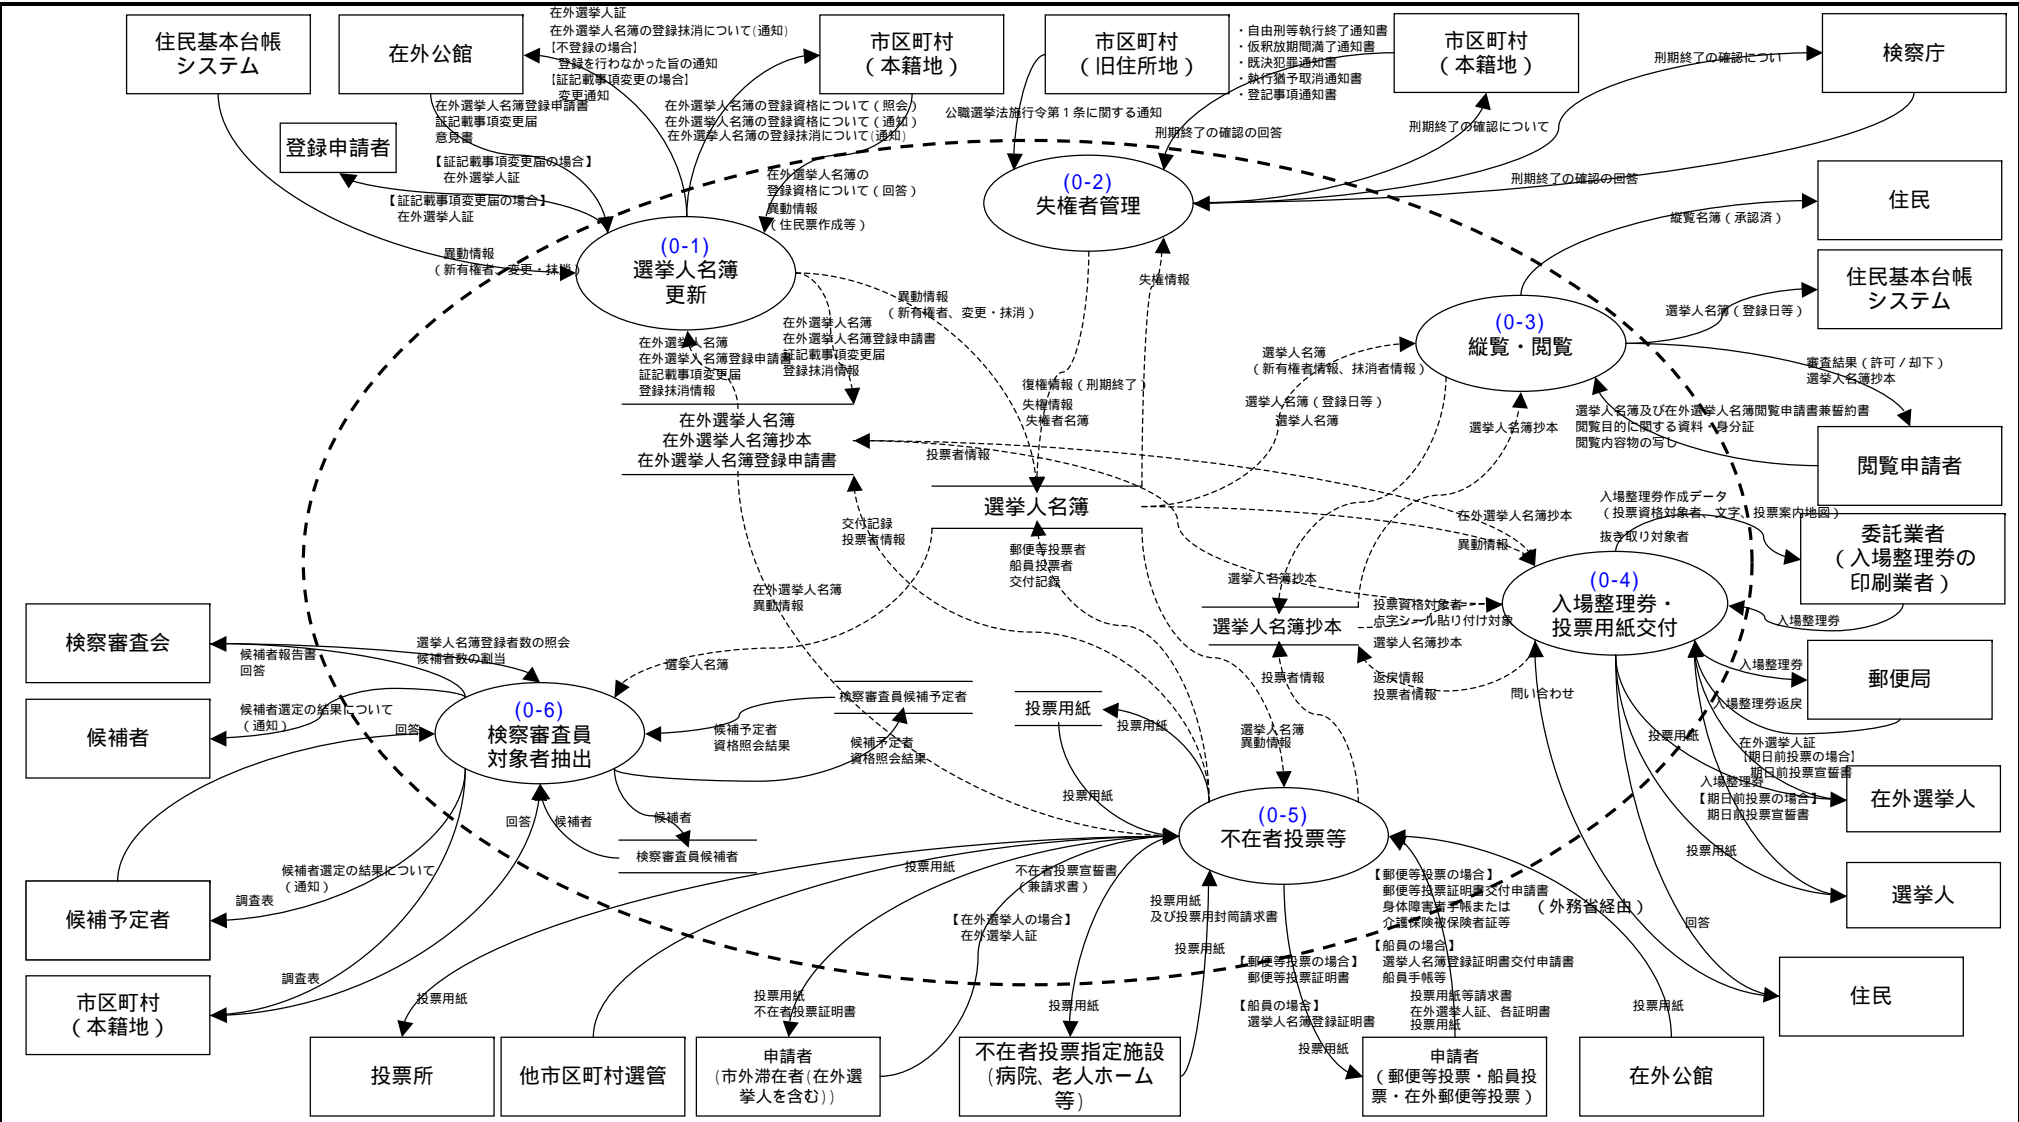 住民基本台帳
システム
在外公館
在外選挙人証
在外選挙人名簿の登録抹消について(通知)
【不登録の場合】
登録を行わなかった旨の通知
【証記載事項変更の場合】
変更通知
市区町村
(本籍地)
市区町村
(旧住所地)
・自由刑等執行終了通知書
・仮釈放期間満了通知書
・既決犯罪通知書
・執行猶予取消通知書
・登記事項通知書
市区町村
(本籍地)
刑期終了の確認につい
検察庁
在外選挙人名簿登録申請書
証記載事項変更届
意見書
在外選挙人名簿の登録資格について(照会)
在外選挙人名簿の登録資格について(通知)
在外選挙人名簿の登録抹消について(通知)
公職選挙法施行令第1条に関する通知
刑期終了の確認の回答
刑期終了の確認について
登録申請者
【証記載事項変更届の場合】
在外選挙人証
【証記載事項変更届の場合】
在外選挙人証
在外選挙人名簿の
登録資格について(回答)
異動情報
(住民票作成等)
(0-2)
失権者管理
刑期終了の確認の回答
住民
縦覧名簿(承認済)
異動情報
(新有権者、変更・抹消)
(0-1)
選挙人名簿
更新
失権情報
住民基本台帳
システム
選挙人名簿(登録日等)
異動情報
(新有権者、変更・抹消)
在外選挙人名簿
在外選挙人名簿登録申請書
証記載事項変更届
登録抹消情報
在外選挙人名簿
在外選挙人名簿登録申請書
証記載事項変更届
登録抹消情報
(0-3)
縦覧・閲覧
選挙人名簿
(新有権者情報、抹消者情報)
審査結果(許可/却下)
選挙人名簿抄本
復権情報(刑期終了)
失権情報
失権者名簿
選挙人名簿(登録日等)
選挙人名簿
選挙人名簿抄本
選挙人名簿及び在外選挙人名簿閲覧申請書兼誓約書
閲覧目的に関する資料・身分証
閲覧内容物の写し
在外選挙人名簿
在外選挙人名簿抄本
在外選挙人名簿登録申請書
投票者情報
閲覧申請者
選挙人名簿
入場整理券作成データ
(投票資格対象者、文字、投票案内地図)
抜き取り対象者
交付記録
投票者情報
在外選挙人名簿抄本
異動情報
委託業者
(入場整理券の
印刷業者)
郵便等投票者
船員投票者
交付記録
在外選挙人名簿
異動情報
選挙人名簿抄本
(0-4)
入場整理券・
投票用紙交付
投票資格対象者
点字シール貼り付け対象
選挙人名簿抄本
選挙人名簿抄本
入場整理券
検察審査会
選挙人名簿登録者数の照会
候補者数の割当
候補者報告書
回答
選挙人名簿
投票者情報
返戻情報
投票者情報
問い合わせ
入場整理券
郵便局
入場整理券返戻
候補者
候補者選定の結果について
(通知)
回答
(0-6)
検察審査員
対象者抽出
検察審査員候補予定者
候補予定者
資格照会結果
候補予定者
資格照会結果
投票用紙
投票用紙
選挙人名簿
異動情報
投票用紙
在外選挙人証
【期日前投票の場合】
期日前投票宣誓書
入場整理券
【期日前投票の場合】
期日前投票宣誓書
在外選挙人
投票用紙
回答
候補者
候補者
検察審査員候補者
(0-5)
不在者投票等
投票用紙
候補者選定の結果について
(通知)
調査表
投票用紙
不在者投票宣誓書
(兼請求書)
【在外選挙人の場合】
在外選挙人証
投票用紙
及び投票用封筒請求書
投票用紙
【郵便等投票の場合】
郵便等投票証明書交付申請書
身体障害者手帳または
介護保険被保険者証等
【船員の場合】
選挙人名簿登録証明書交付申請書
船員手帳等
(外務省経由)
選挙人
候補予定者
回答
【郵便等投票の場合】
郵便等投票証明書
【船員の場合】
選挙人名簿登録証明書
投票用紙等請求書
在外選挙人証、各証明書
投票用紙
市区町村
(本籍地)
調査表
投票用紙
投票用紙
不在者投票証明書
投票用紙
投票用紙
投票用紙
住民
投票所
他市区町村選管
申請者
(市外滞在者(在外選
挙人を含む))
不在者投票指定施設
(病院、老人ホーム
等)
申請者
(郵便等投票・船員投
票・在外郵便等投票)
在外公館